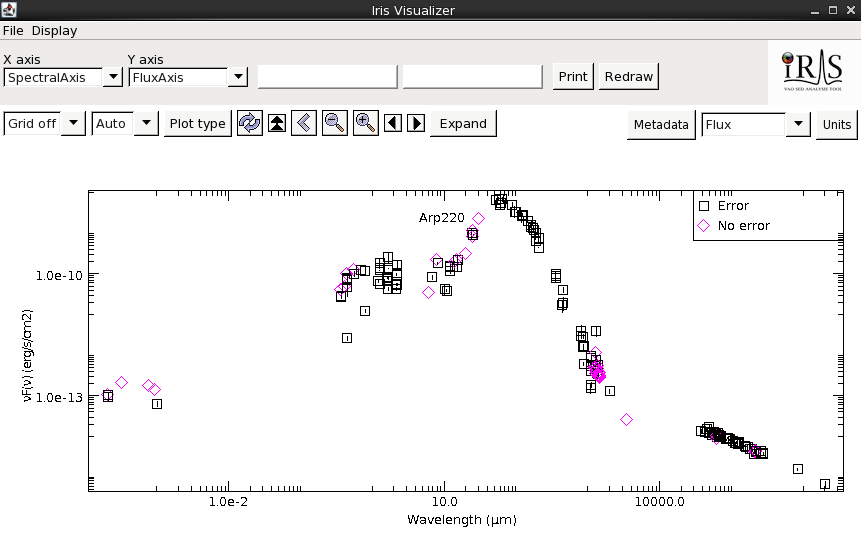 Iris Visualizer
File Display
X axis Y axis
SpectralAxis FluxAxis Print Redraw
IRIS
VAO SED ANALYSIS TOOL
Grid off Auto Plot type Expand Metadata Flux Units
Error
No error
Arp220
1.0e-10
1.0e-13
νF(ν) (erg/s/cm2)
1.0e-2 10.0 10000.0
Wavelength (μm)